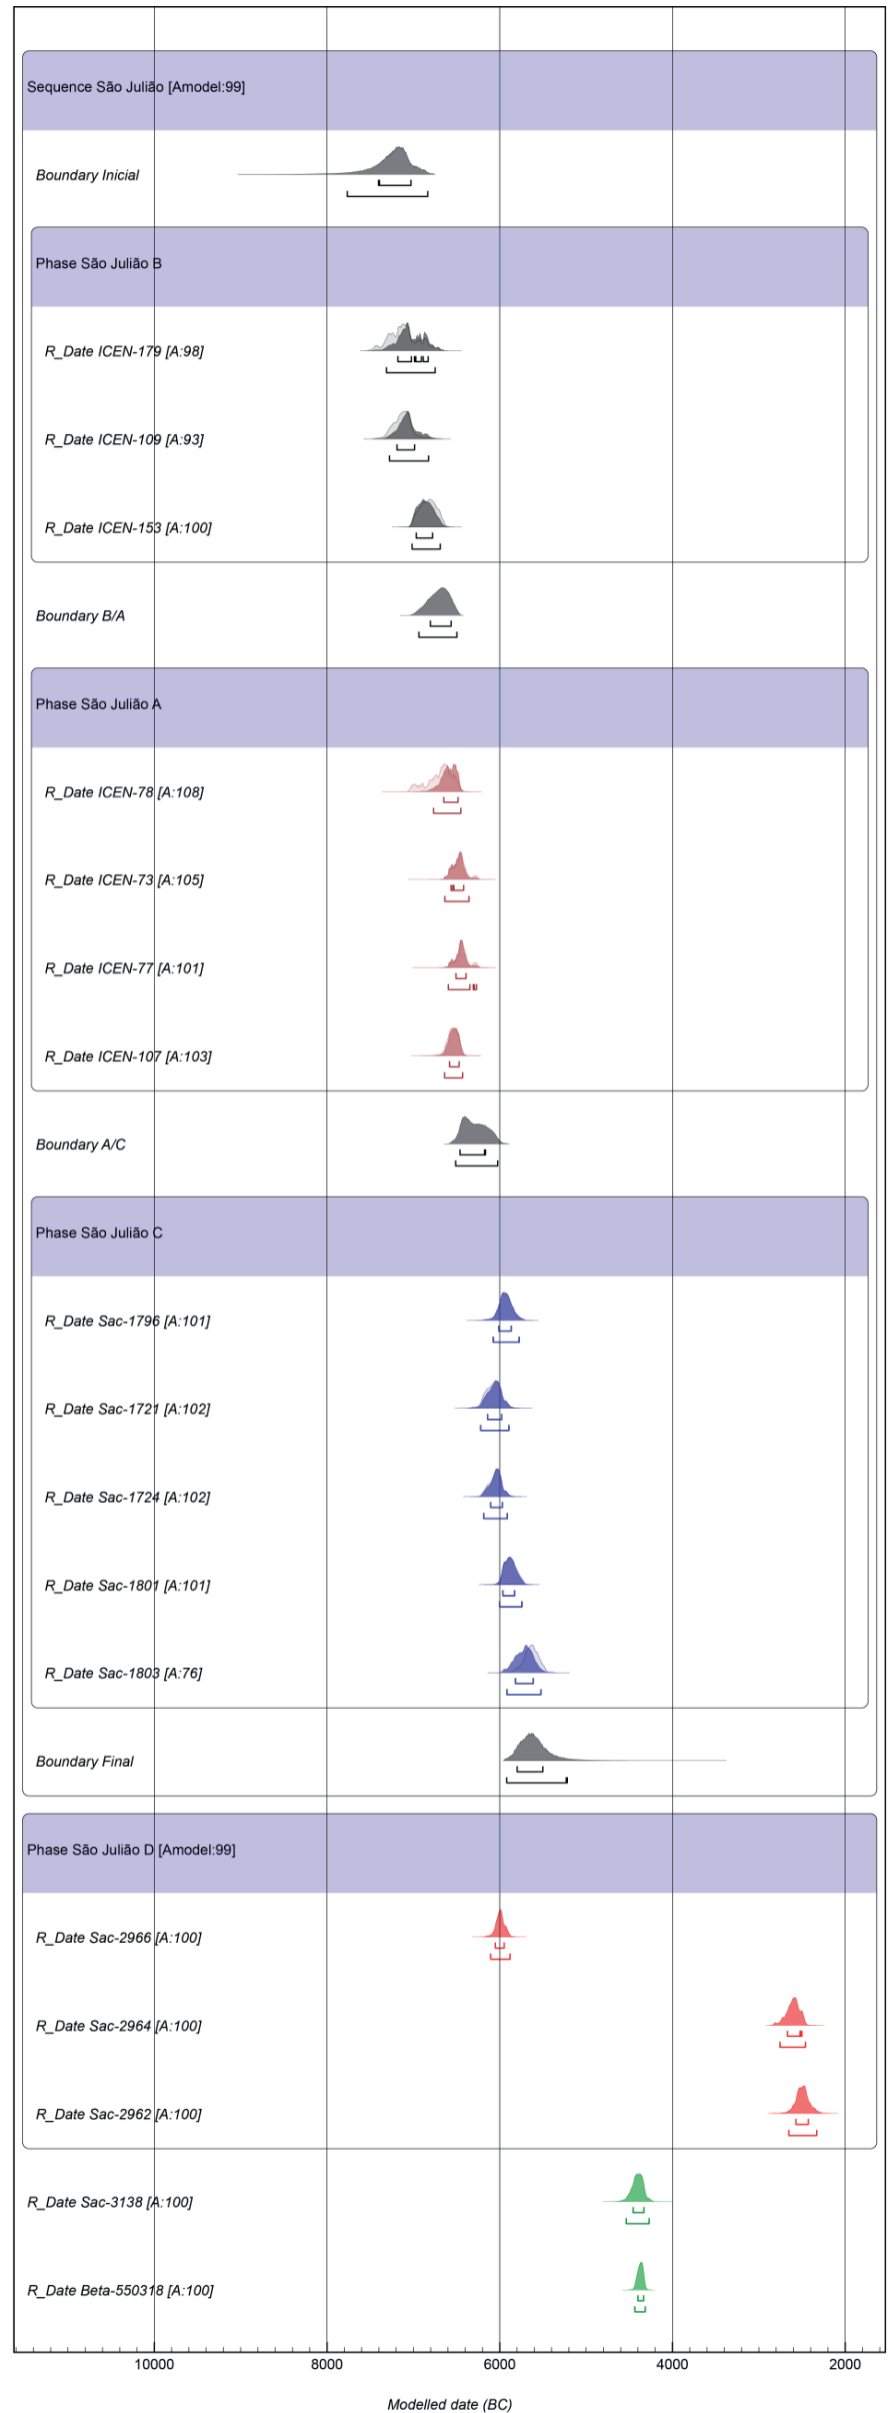 Sequence São Julião [Amodel:99]
Boundary Inicial
Phase São Julião B
R_Date ICEN-179 [A:98]
R_Date ICEN-109 [A:93]
R_Date ICEN-153 [A:100]
Boundary B/A
Phase São Julião A
R_Date ICEN-78 [A:108]
R_Date ICEN-73 [A:105]
R_Date ICEN-77 [A:101]
R_Date ICEN-107 [A:103]
Boundary A/C
Phase São Julião C
R_Date Sac-1796 [A:101]
R_Date Sac-1721 [A:102]
R_Date Sac-1724 [A:102]
R_Date Sac-1801 [A:101]
R_Date Sac-1803 [A:76]
Boundary Final
Phase São Julião D [Amodel:99]
R_Date Sac-2966 [A:100]
R_Date Sac-2964 [A:100]
R_Date Sac-2962 [A:100]
R_Date Sac-3138 [A:100]
R_Date Beta-550318 [A:100]
10000 8000 6000 4000 2000
Modelled date (BC)